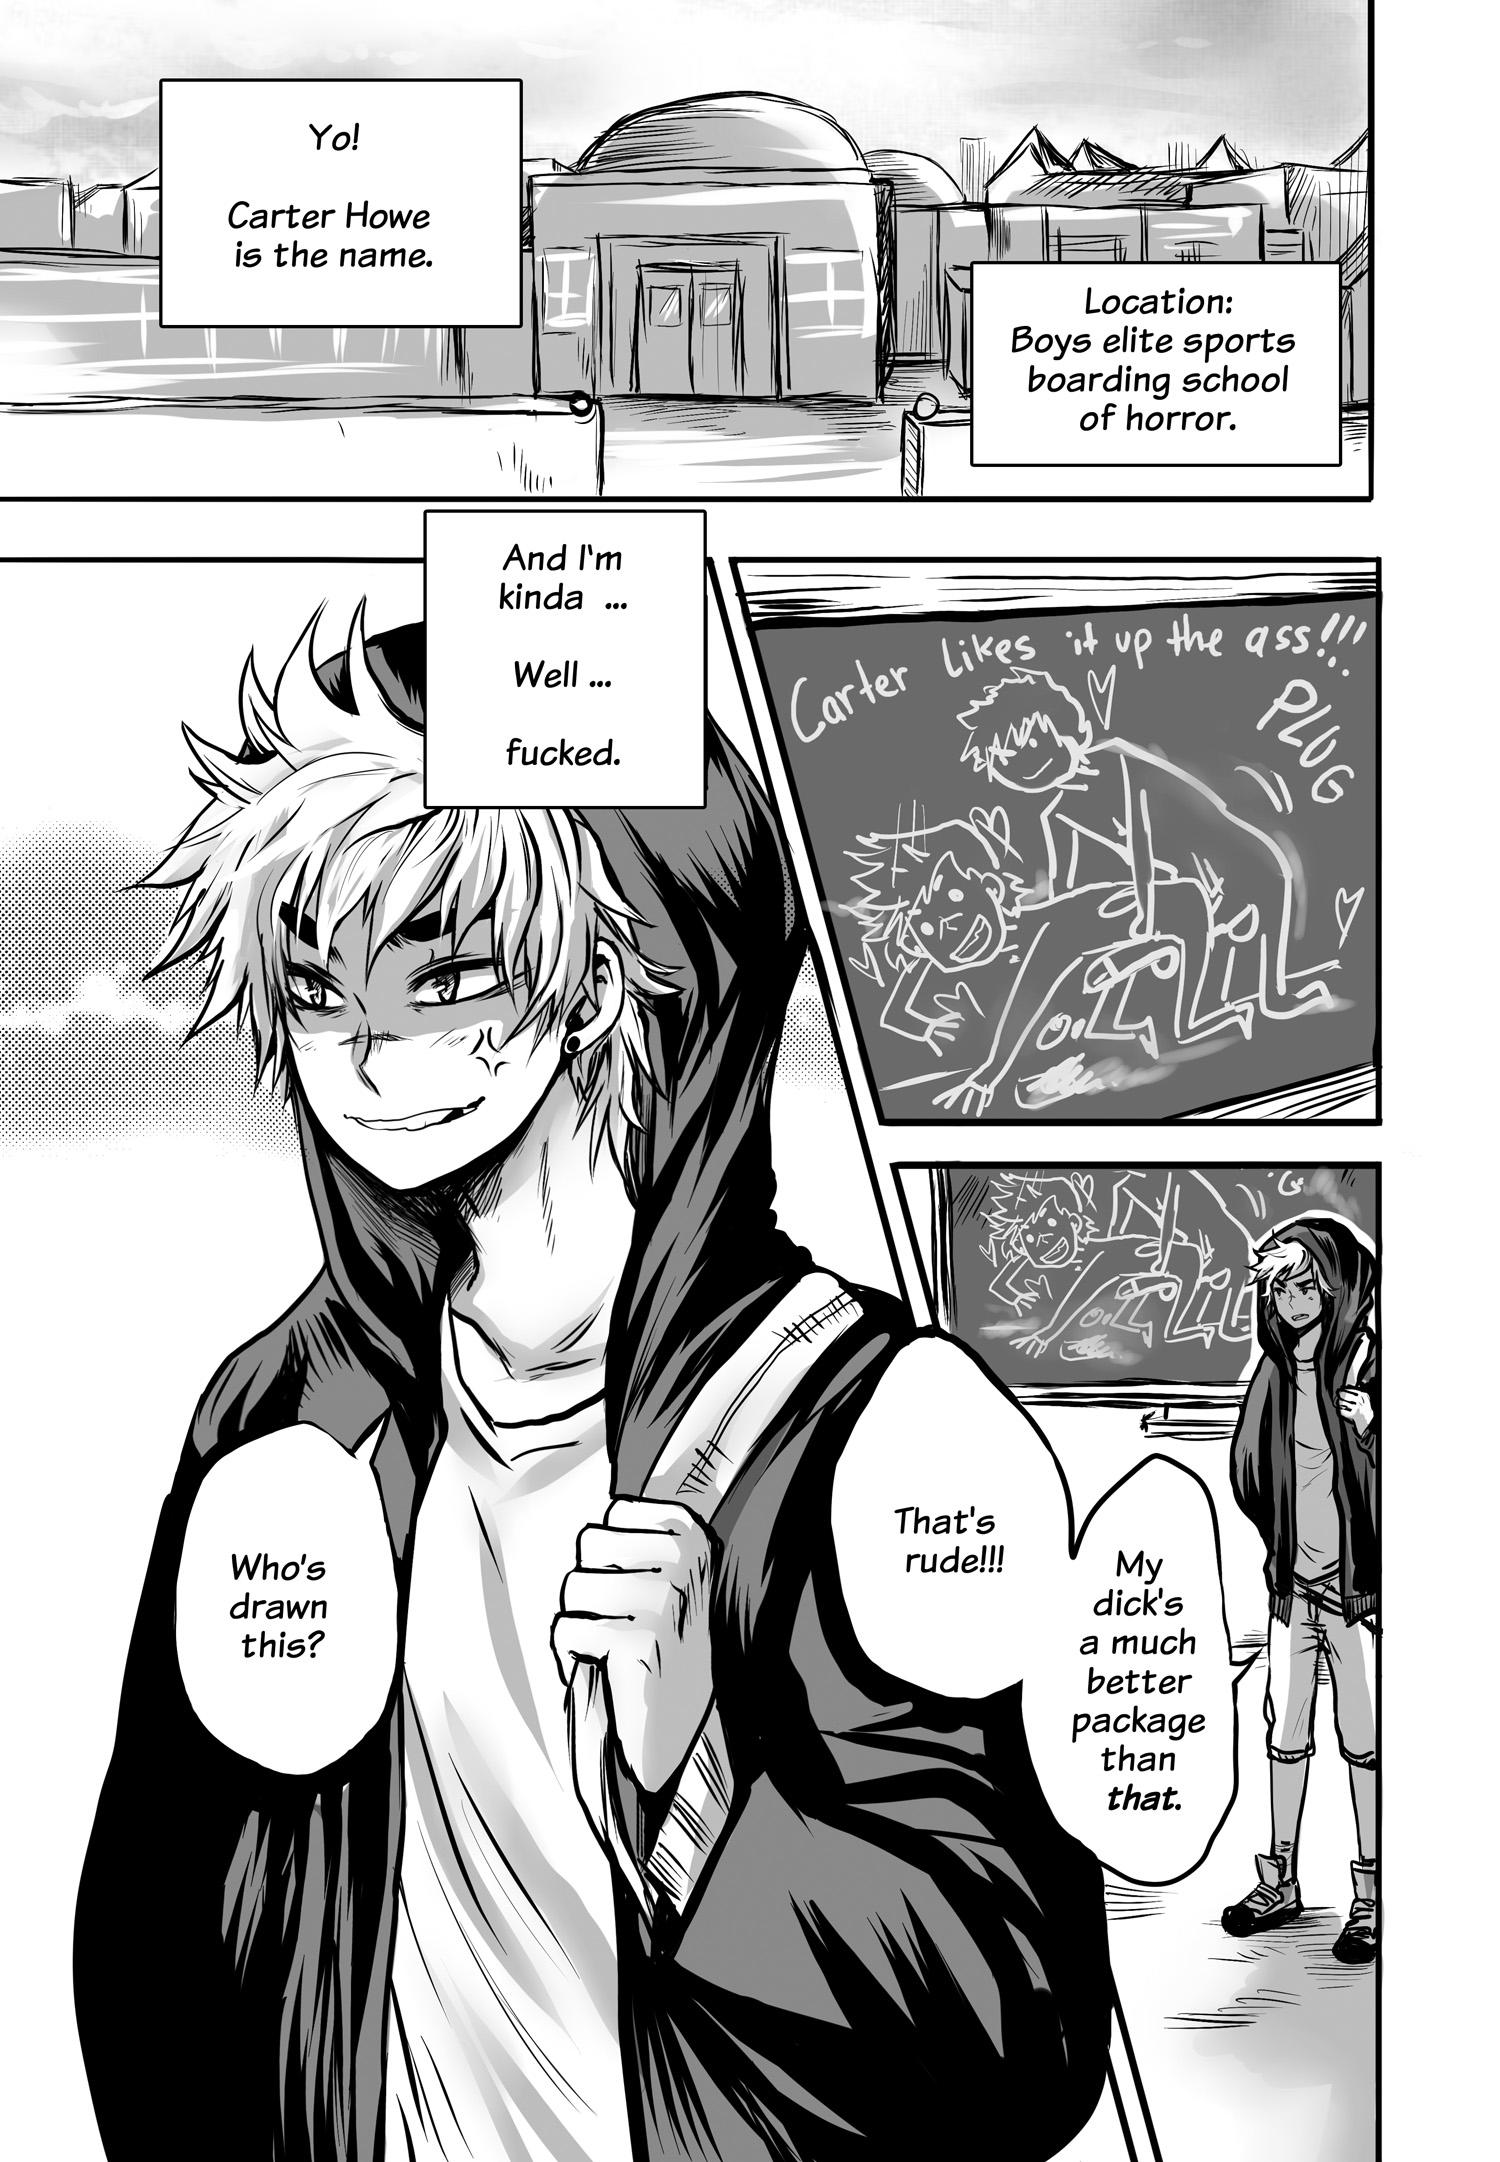 Yo!
Carter Howe
is the name.
Location:
Boys elite sports
boarding school
of horror.
And I'm
kinda ...
Well ...
fucked.
Carter Likes it up the ass!!!
PLUG
Who's
drawn
this?
That's
rude!!!
My
dick's
a much
better
package
than
that.